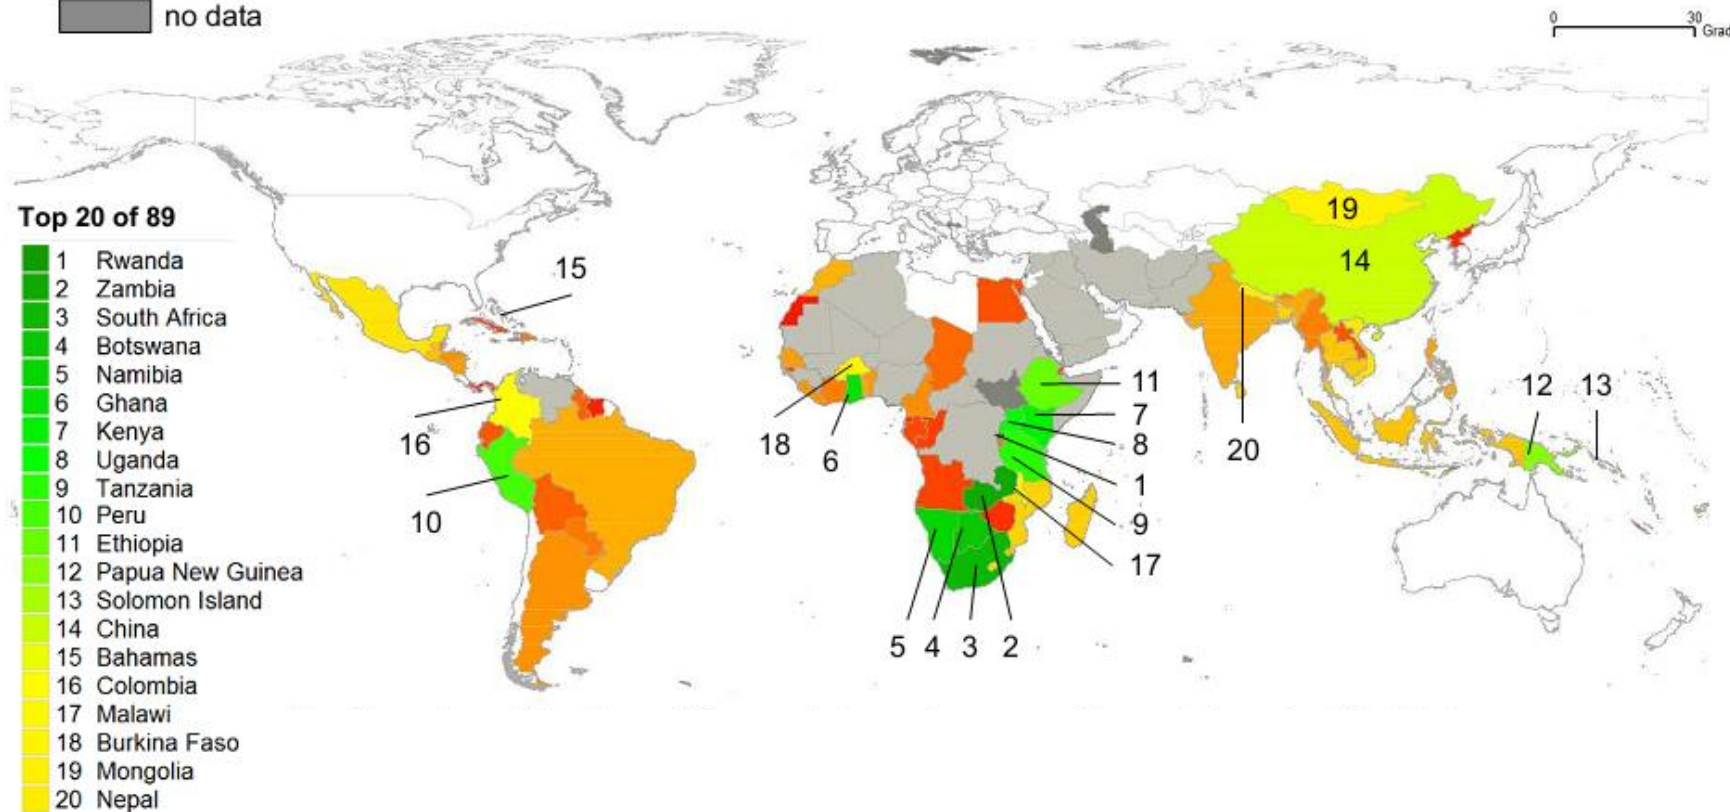 no data
0 30
Grad
Top 20 of 89
1 Rwanda
2 Zambia
3 South Africa
4 Botswana
5 Namibia
6 Ghana
7 Kenya
8 Uganda
9 Tanzania
10 Peru
11 Ethiopia
12 Papua New Guinea
13 Solomon Island
14 China
15 Bahamas
16 Colombia
17 Malawi
18 Burkina Faso
19 Mongolia
20 Nepal
19
14
15
11
7
8
1
9
17
12
13
16
18
6
20
10
5 4 3 2